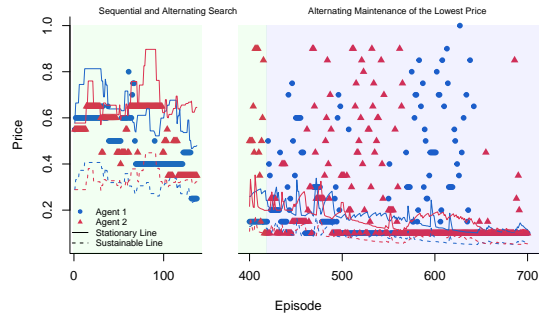 Sequential and Alternating Search
Alternating Maintenance of the Lowest Price
1.0
0.8
0.6
0.4
0.2
Price
Agent 1
Agent 2
Stationary Line
Sustainable Line
0 100 400 500 600 700
Episode